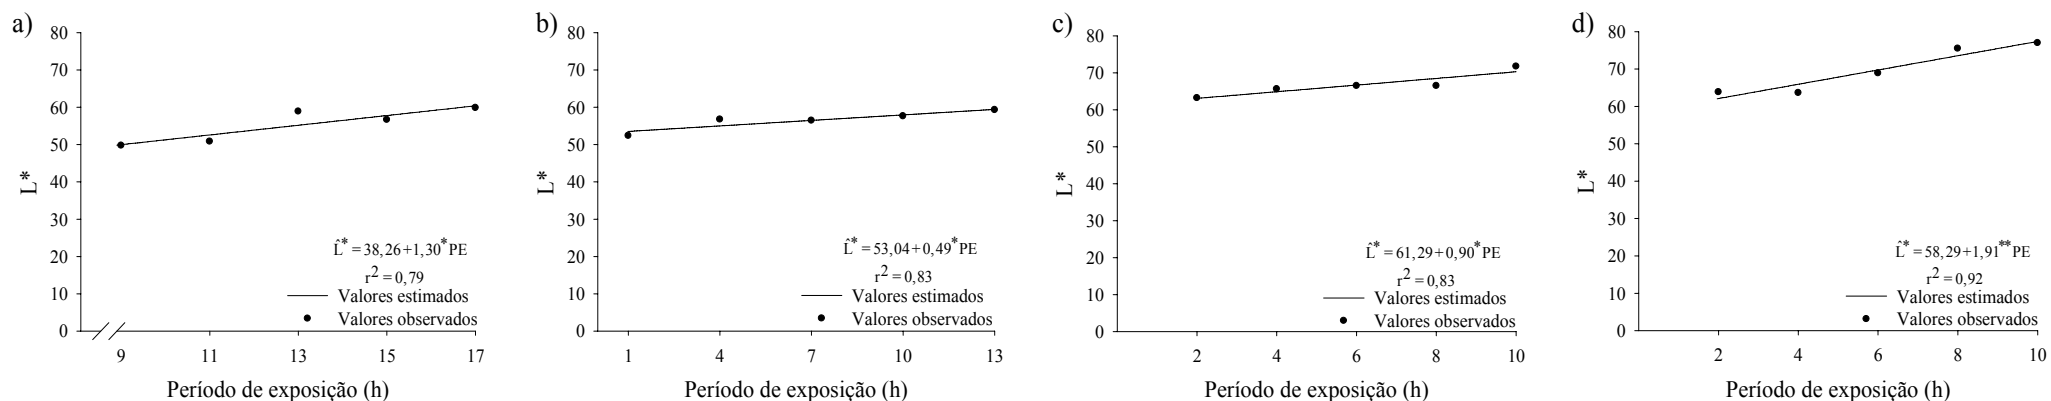 a)
80
70
60
50
40
30
20
10
0
L*
L̂* = 38,26+1,30*PE
r² = 0,79
Valores estimados
Valores observados
9 11 13 15 17
Período de exposição (h)
b)
80
70
60
50
40
30
20
10
0
L*
L̂* = 53,04+0,49*PE
r² = 0,83
Valores estimados
Valores observados
1 4 7 10 13
Período de exposição (h)
c)
80
70
60
50
40
30
20
10
0
L*
L̂* = 61,29+0,90*PE
r² = 0,83
Valores estimados
Valores observados
2 4 6 8 10
Período de exposição (h)
d)
80
70
60
50
40
30
20
10
0
L*
L̂* = 58,29+1,91**PE
r² = 0,92
Valores estimados
Valores observados
2 4 6 8 10
Período de exposição (h)